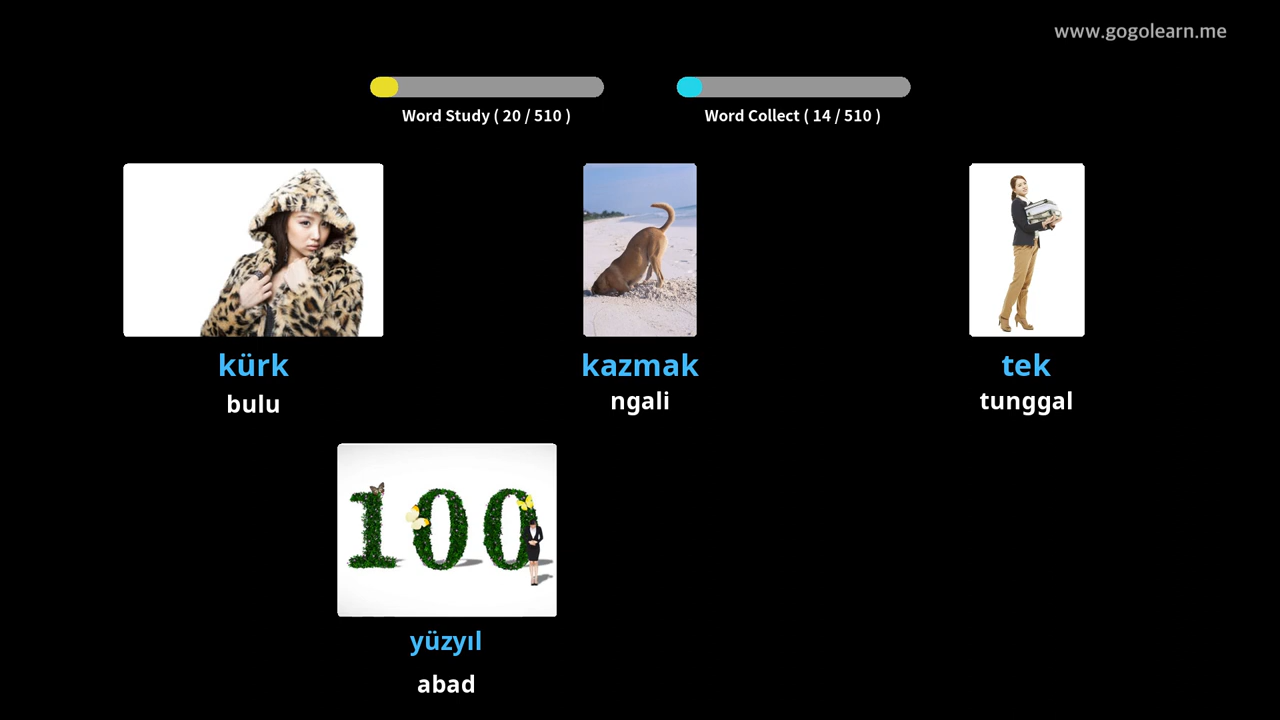 www.gogolearn.me
Word Study ( 20 / 510 )
Word Collect ( 14 / 510 )
kürk
bulu
kazmak
ngali
tek
tunggal
100
yüzyıl
abad